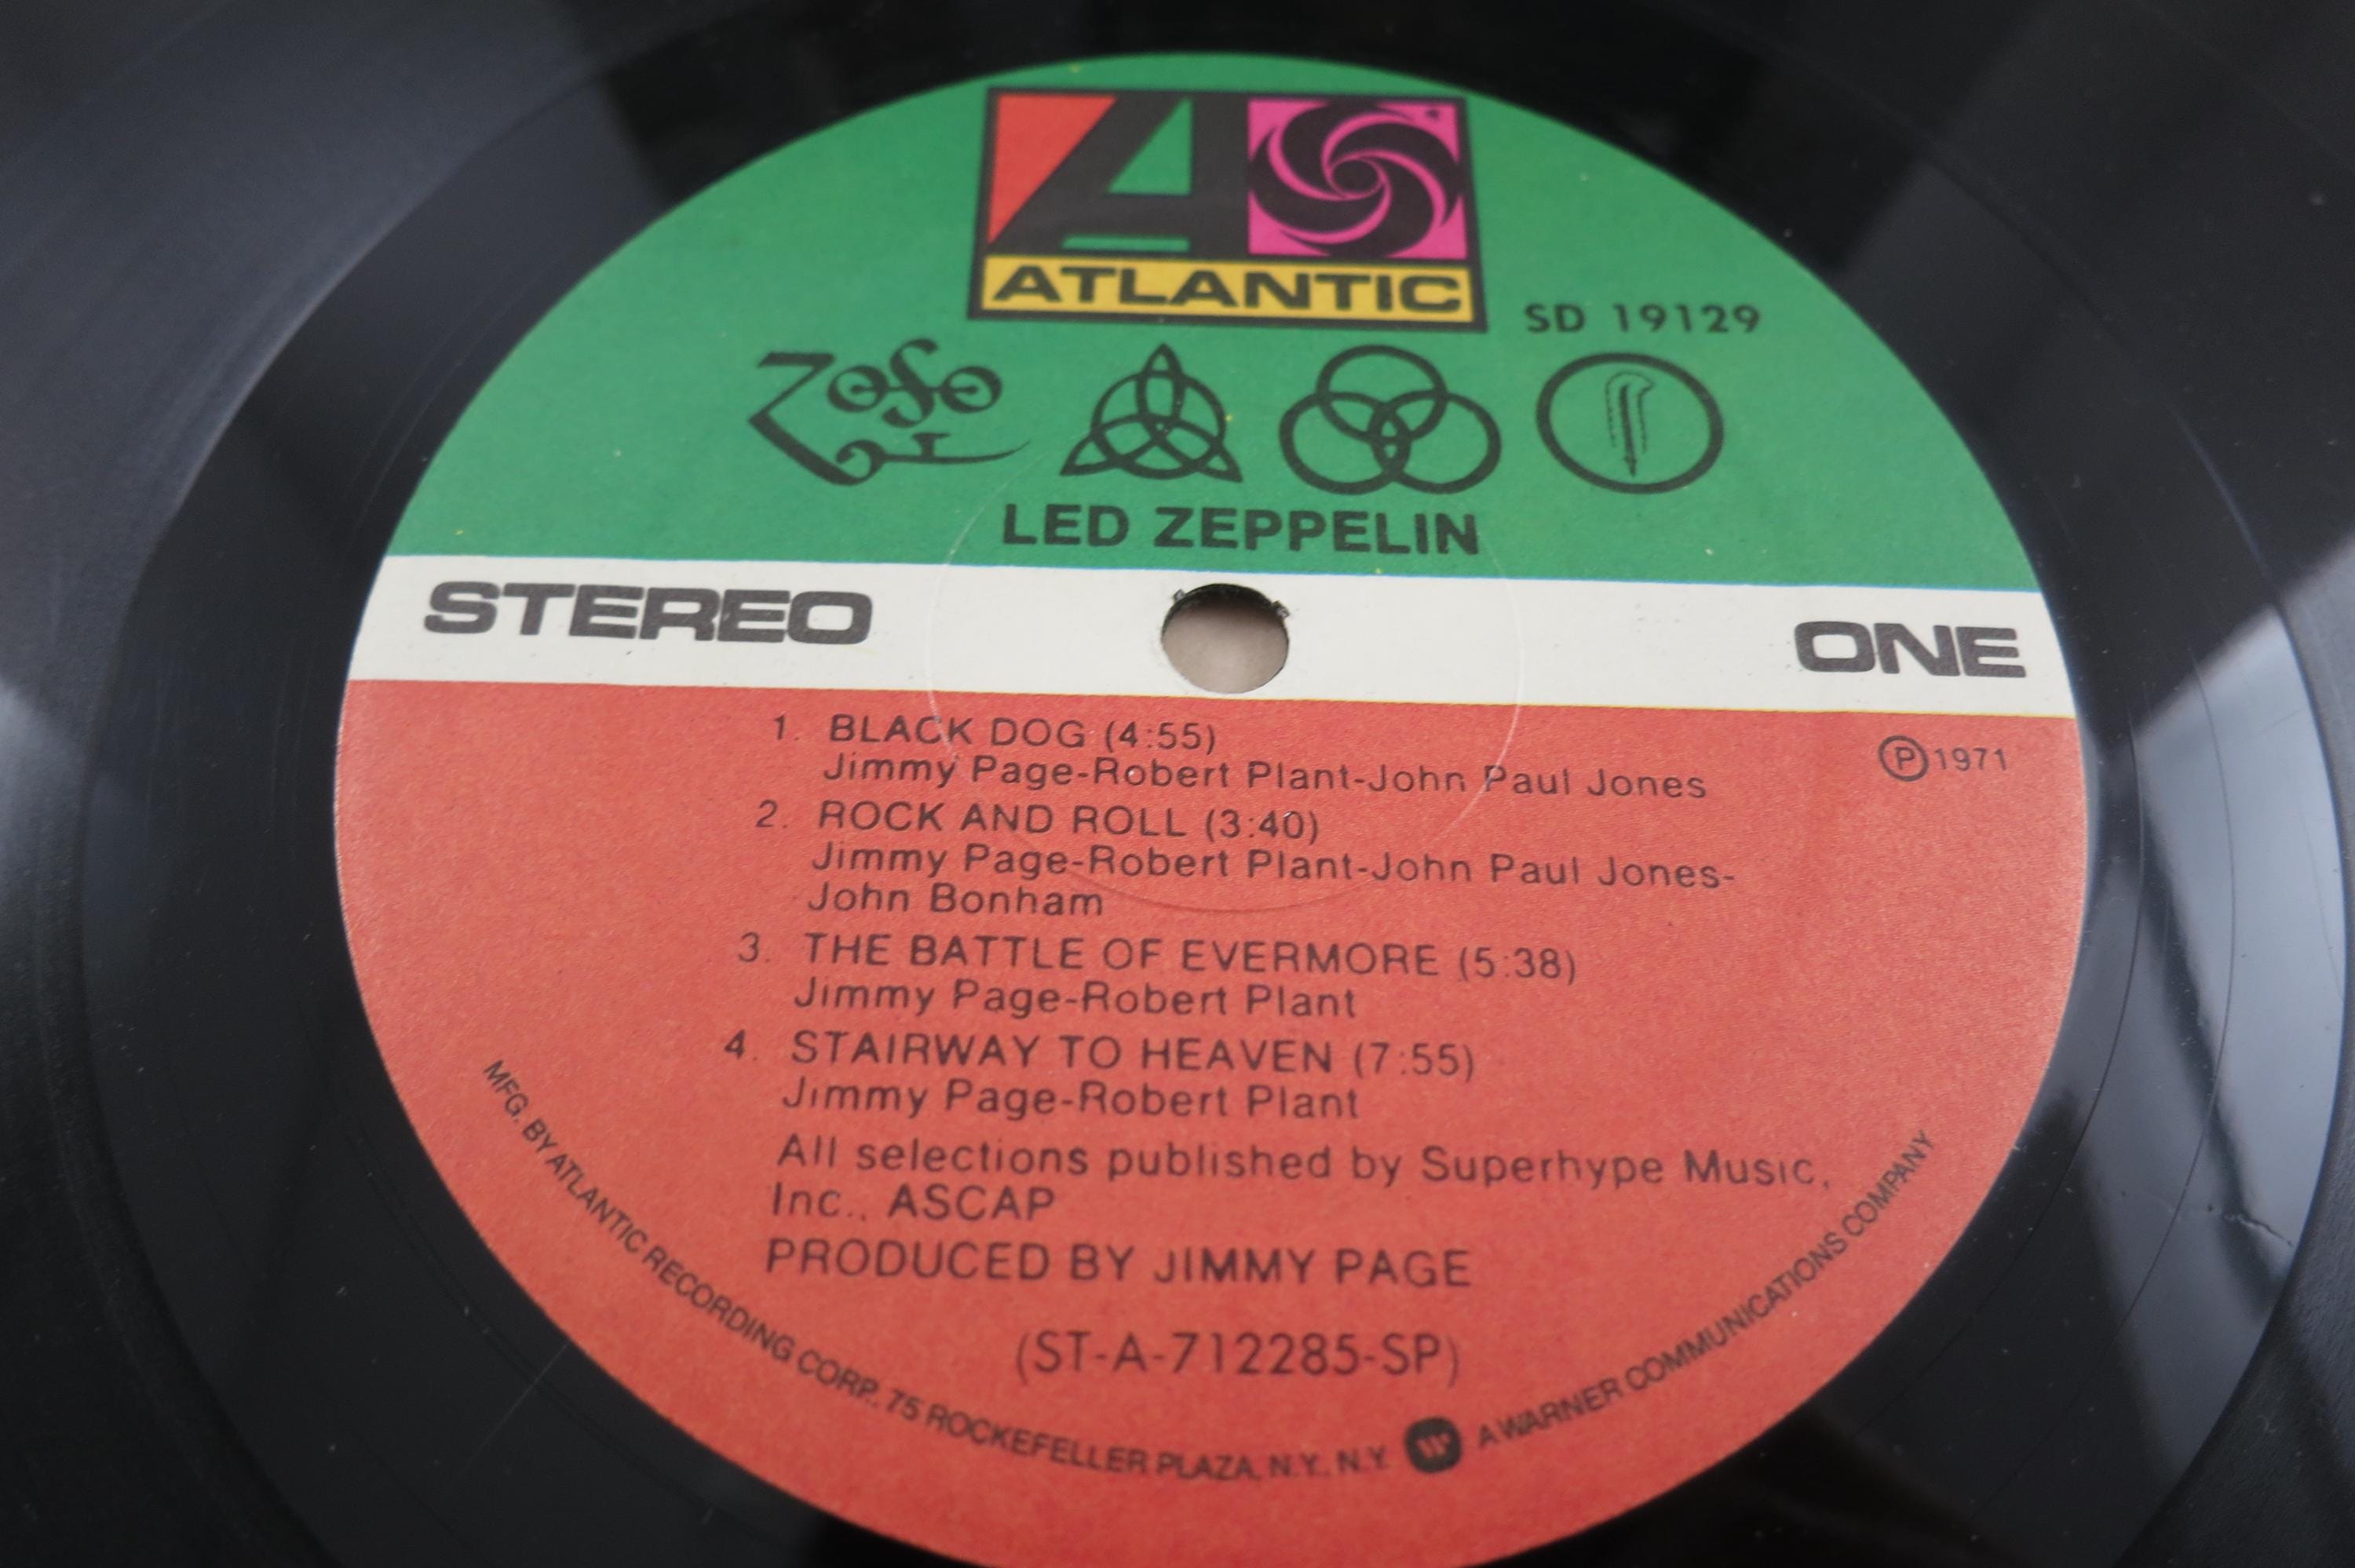 ATLANTIC
SD 19129
LED ZEPPELIN
STEREO
ONE
1. BLACK DOG (4:55)
Jimmy Page-Robert Plant-John Paul Jones
Ⓟ1971
2. ROCK AND ROLL (3:40)
Jimmy Page-Robert Plant-John Paul Jones-
John Bonham
3. THE BATTLE OF EVERMORE (5:38)
Jimmy Page-Robert Plant
4. STAIRWAY TO HEAVEN (7:55)
Jimmy Page-Robert Plant
All selections published by Superhype Music,
Inc., ASCAP
PRODUCED BY JIMMY PAGE
(ST-A-712285-SP)
MFG. BY ATLANTIC RECORDING CORP., 75 ROCKEFELLER PLAZA, N.Y., N.Y. A WARNER COMMUNICATIONS COMPANY